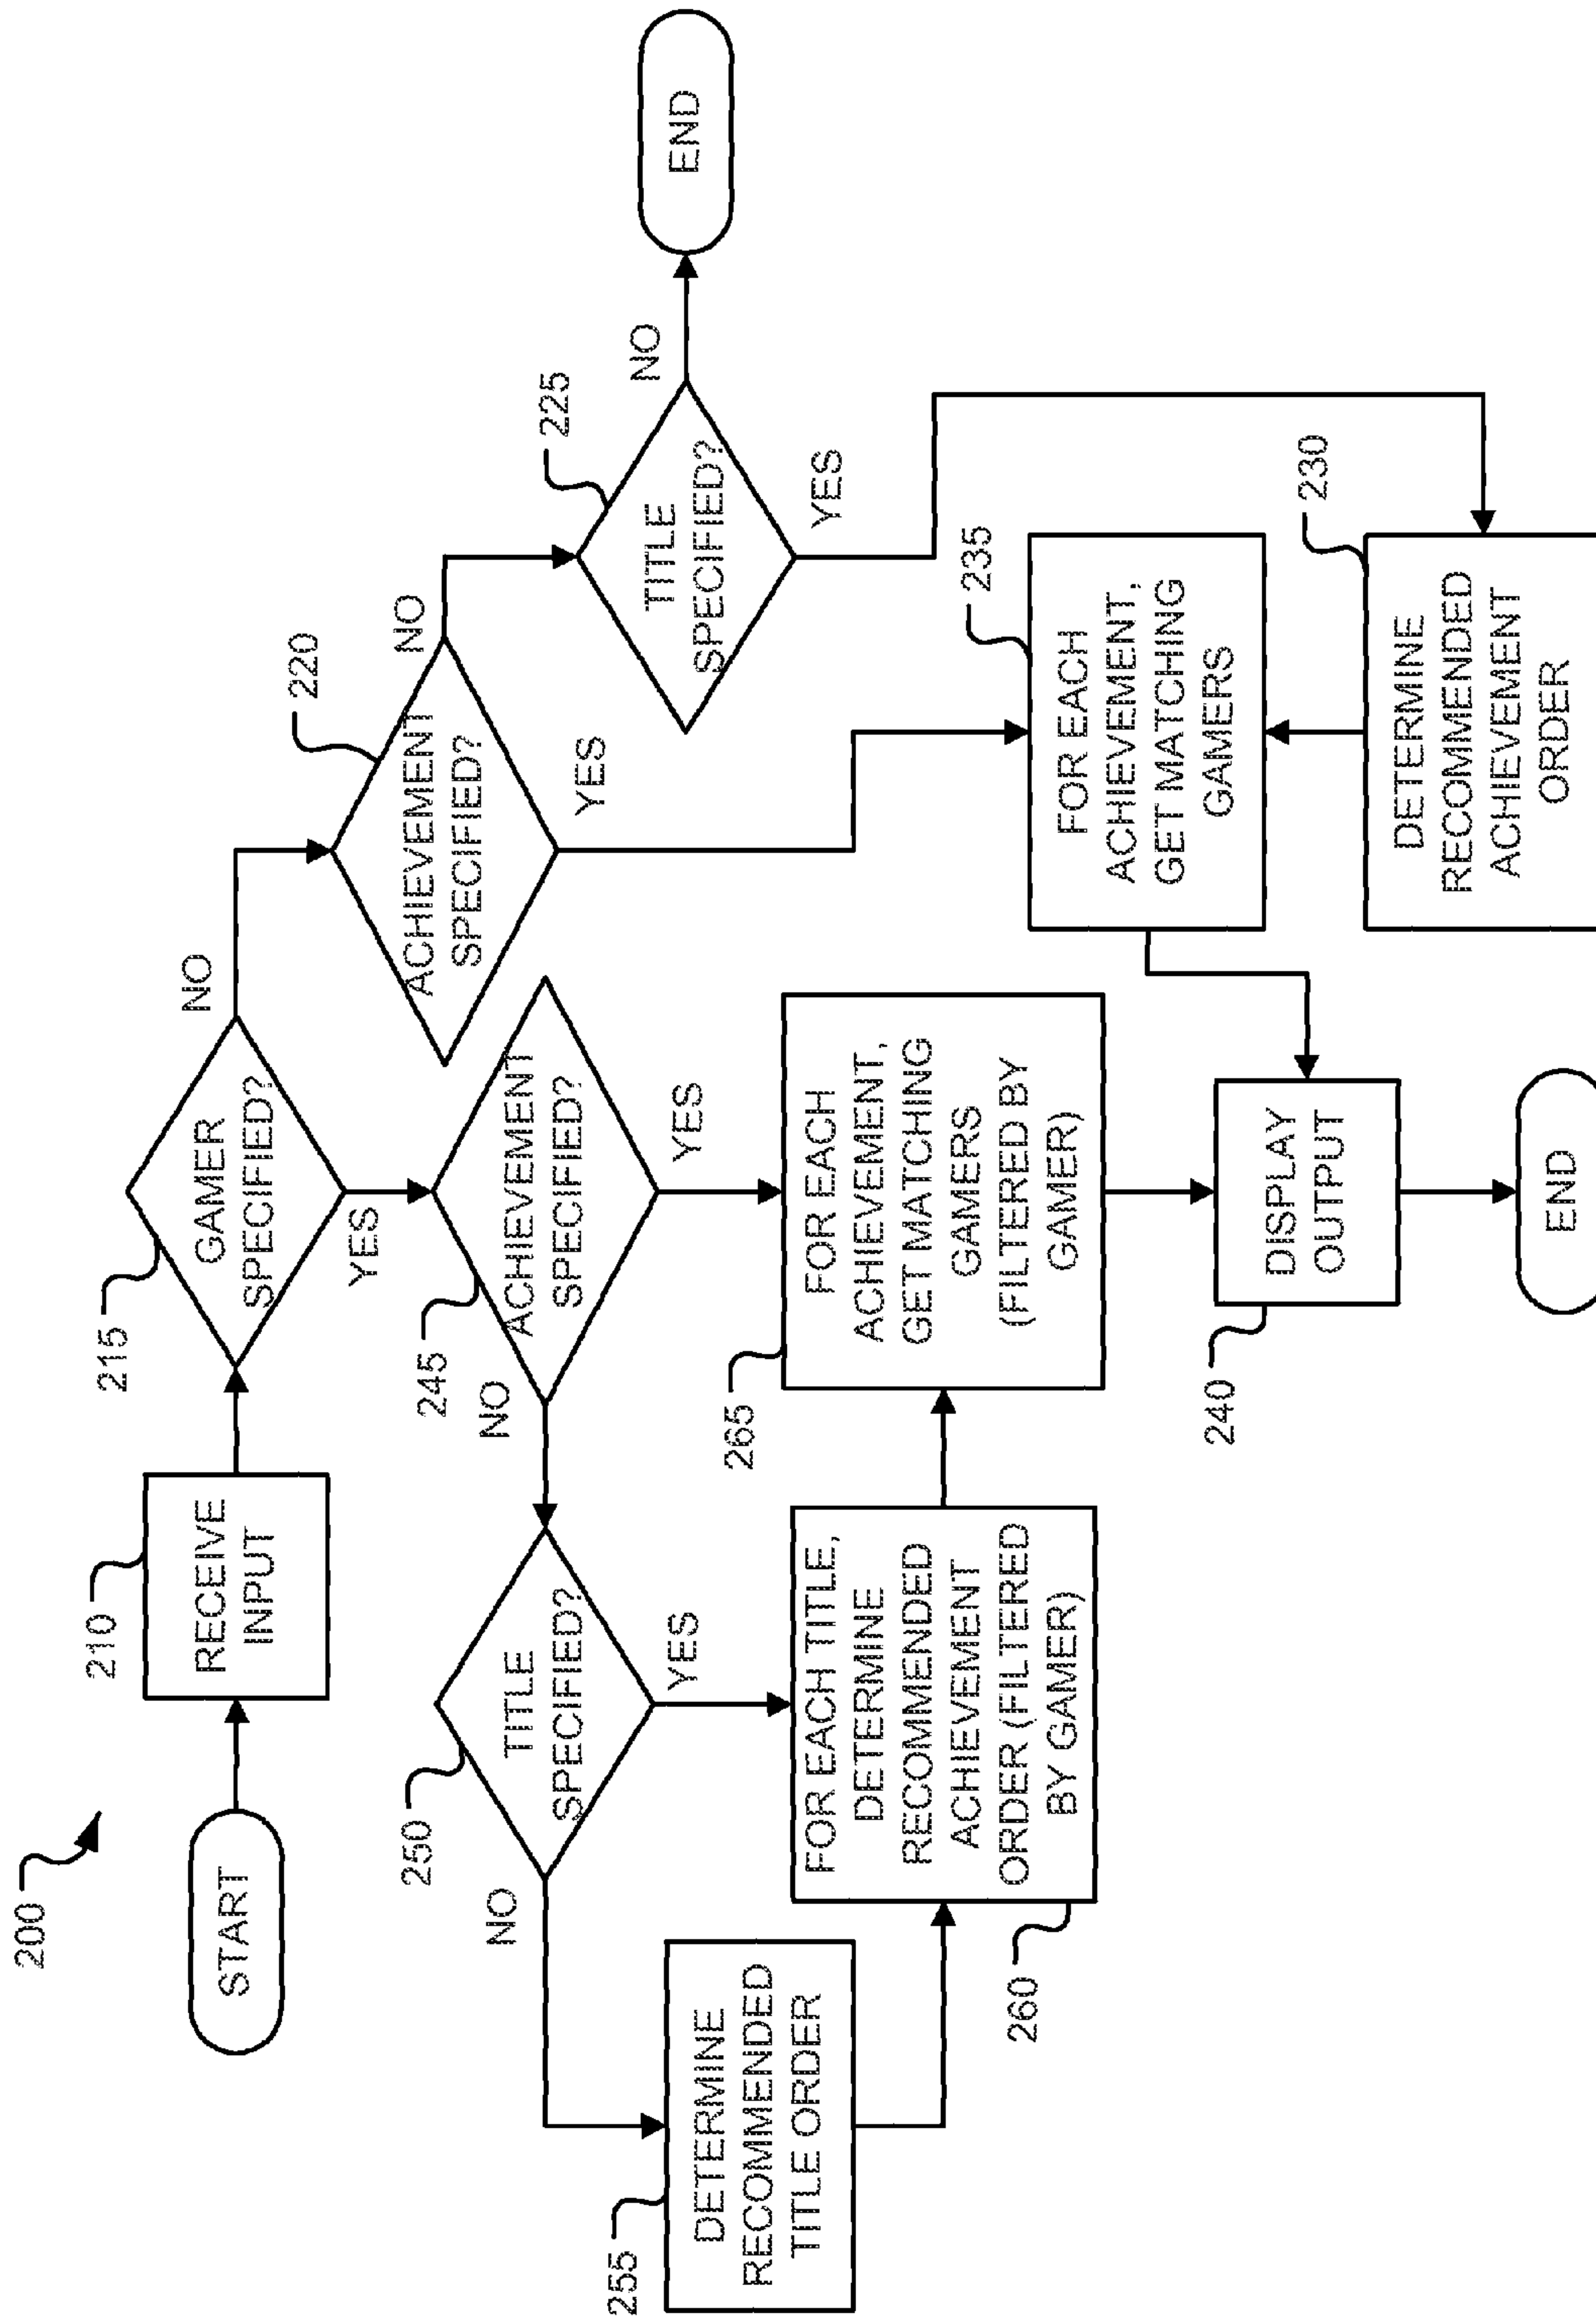 200
START
210
RECEIVE
INPUT
215
GAMER
SPECIFIED?
NO
YES
220
ACHIEVEMENT
SPECIFIED?
NO
YES
225
TITLE
SPECIFIED?
NO
YES
END
245
ACHIEVEMENT
SPECIFIED?
NO
YES
250
TITLE
SPECIFIED?
NO
YES
255
DETERMINE
RECOMMENDED
TITLE ORDER
260
FOR EACH TITLE,
DETERMINE
RECOMMENDED
ACHIEVEMENT
ORDER (FILTERED
BY GAMER)
265
FOR EACH
ACHIEVEMENT,
GET MATCHING
GAMERS
(FILTERED BY
GAMER)
235
FOR EACH
ACHIEVEMENT,
GET MATCHING
GAMERS
230
DETERMINE
RECOMMENDED
ACHIEVEMENT
ORDER
240
DISPLAY
OUTPUT
END